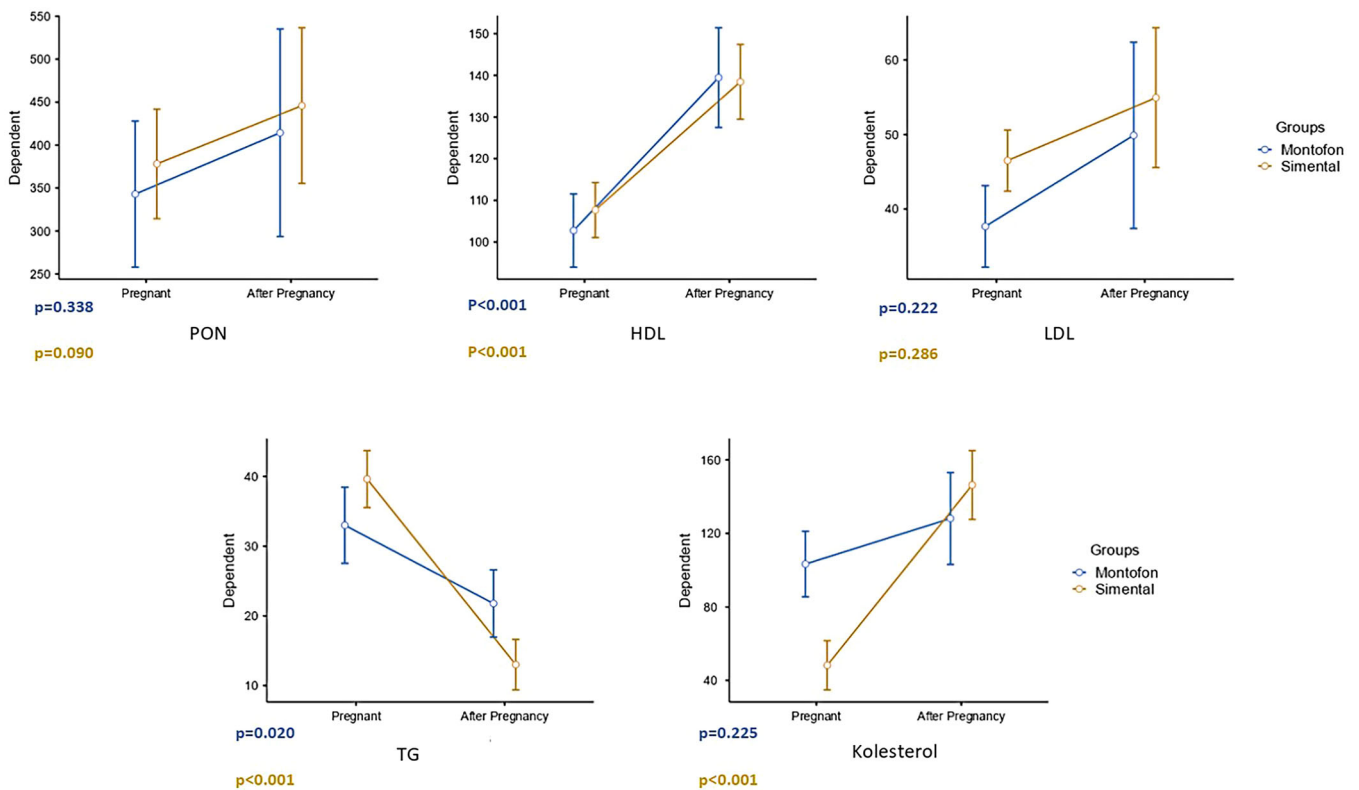 550
500
450
400
350
300
250
Dependent
Pregnant
After Pregnancy
p=0.338
PON
p=0.090
150
140
130
120
110
100
Dependent
Pregnant
After Pregnancy
P<0.001
HDL
P<0.001
60
50
40
Dependent
Pregnant
After Pregnancy
p=0.222
LDL
p=0.286
Groups
Montofon
Simental
40
30
20
10
Dependent
Pregnant
After Pregnancy
p=0.020
TG
p<0.001
160
120
80
40
Dependent
Pregnant
After Pregnancy
p=0.225
Kolesterol
p<0.001
Groups
Montofon
Simental